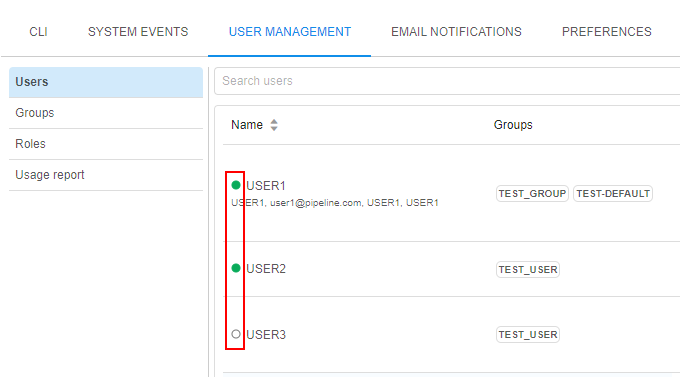 CLI SYSTEM EVENTS USER MANAGEMENT EMAIL NOTIFICATIONS PREFERENCES
Users
Groups
Roles
Usage report
Search users
Name Groups
USER1 TEST_GROUP TEST-DEFAULT
USER1, user1@pipeline.com, USER1, USER1
USER2 TEST_USER
USER3 TEST_USER